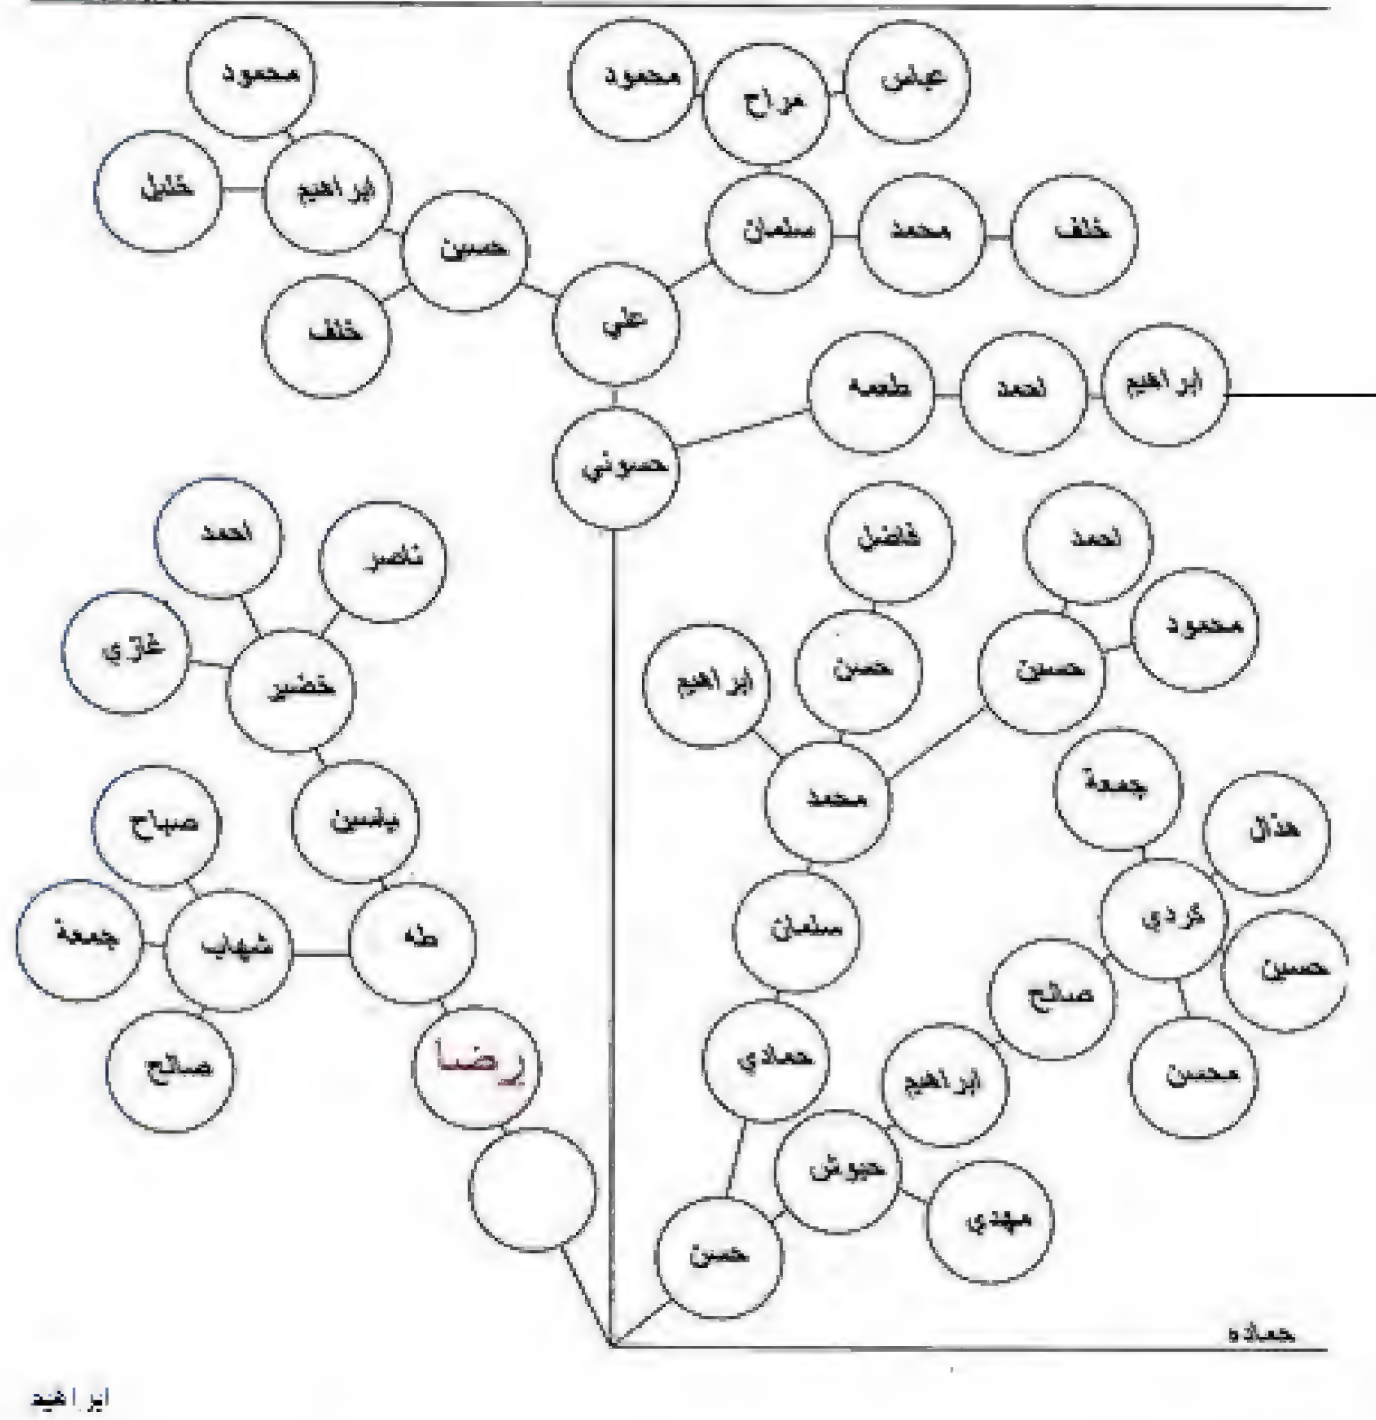 محمود
محمود
مراح
عباس
خليل
ابراهيم
حسين
سلمان
محمد
خلف
خلف
علي
طعمه
احمد
ابراهيم
حسوني
احمد
ناصر
فاضل
احمد
غازي
خضير
ابراهيم
حسن
حسين
محمود
صباح
ياسين
محمد
جمعة
هذال
جمعة
شهاب
طه
سلمان
كردي
حسين
صالح
رضا
حمادي
صالح
محسن
ابراهيم
حبوش
مهدي
حسن
حماده
ابراهيم